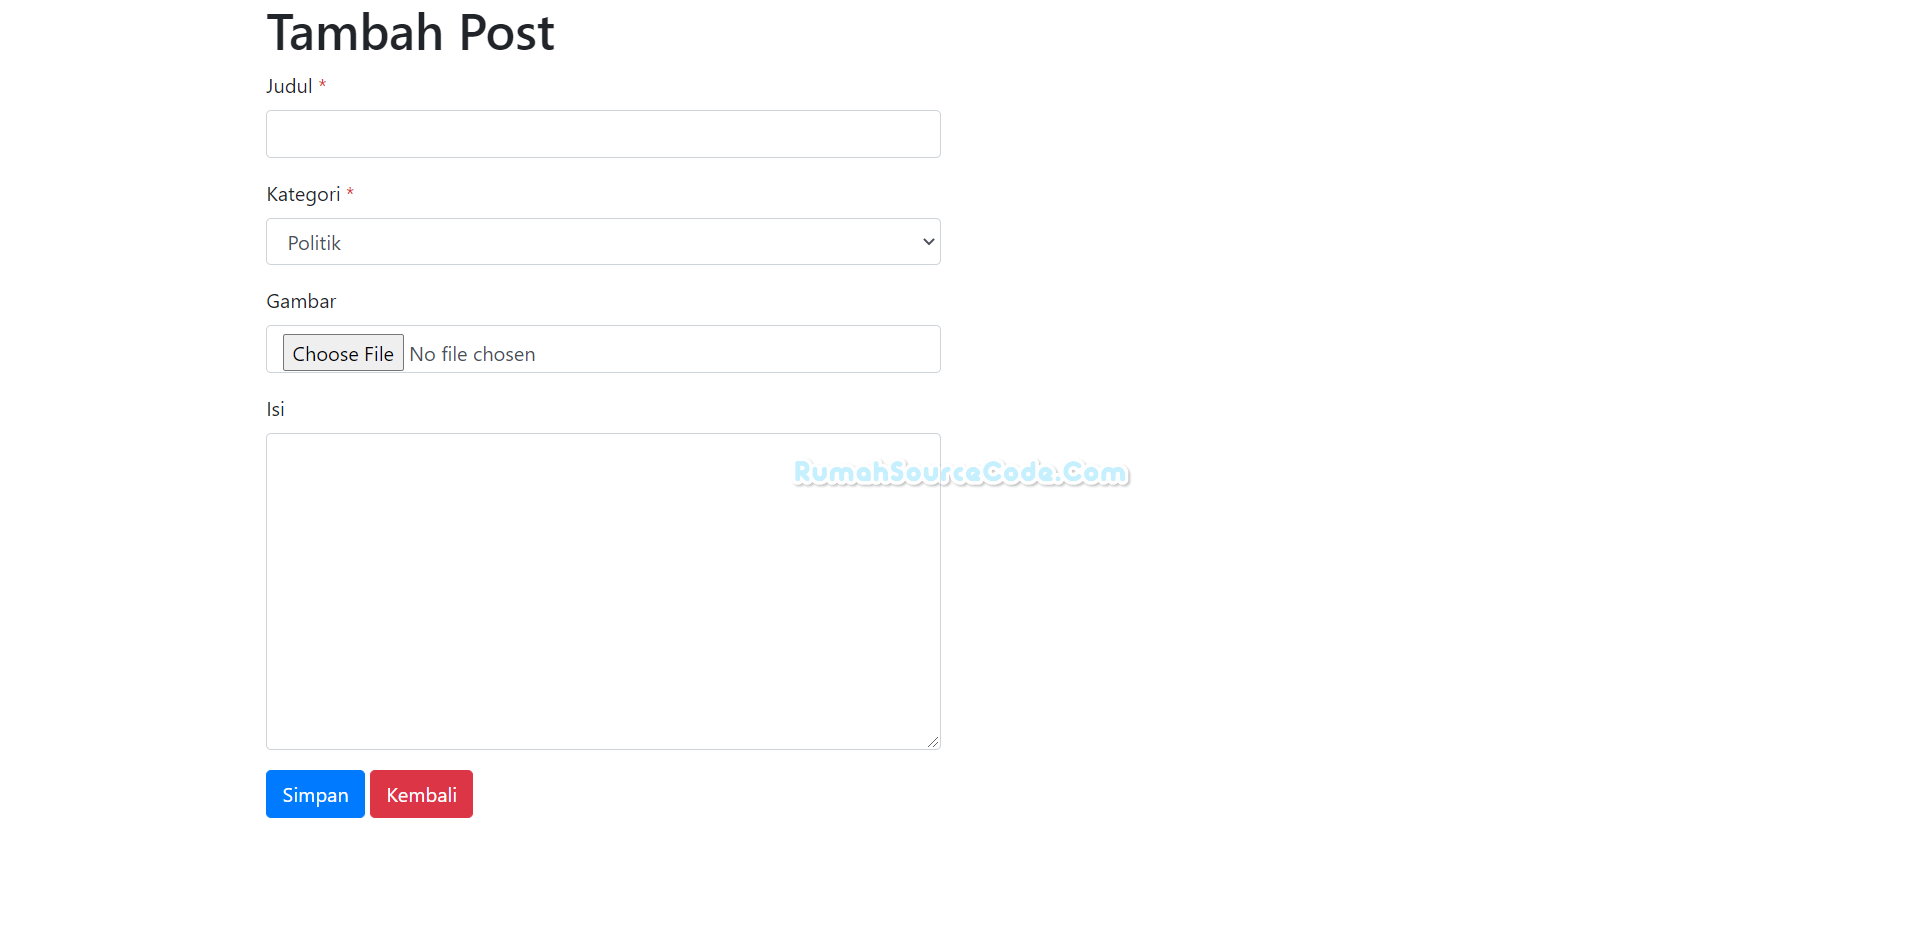 Tambah Post
Judul *
Kategori *
Politik
Gambar
Choose File No file chosen
Isi
RumahSourceCode.Com
Simpan Kembali